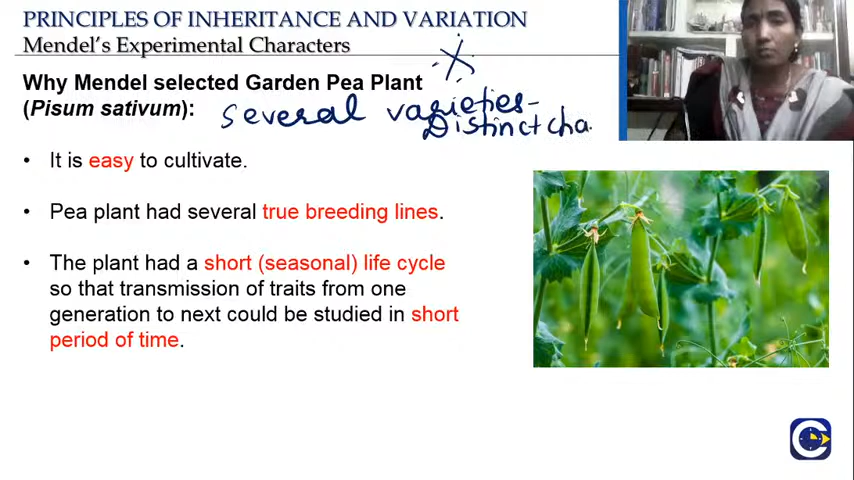 PRINCIPLES OF INHERITANCE AND VARIATION
Mendel's Experimental Characters
Why Mendel selected Garden Pea Plant
(Pisum sativum):
Several varieties-
Distinct cha
• It is easy to cultivate.
• Pea plant had several true breeding lines.
• The plant had a short (seasonal) life cycle
so that transmission of traits from one
generation to next could be studied in short
period of time.